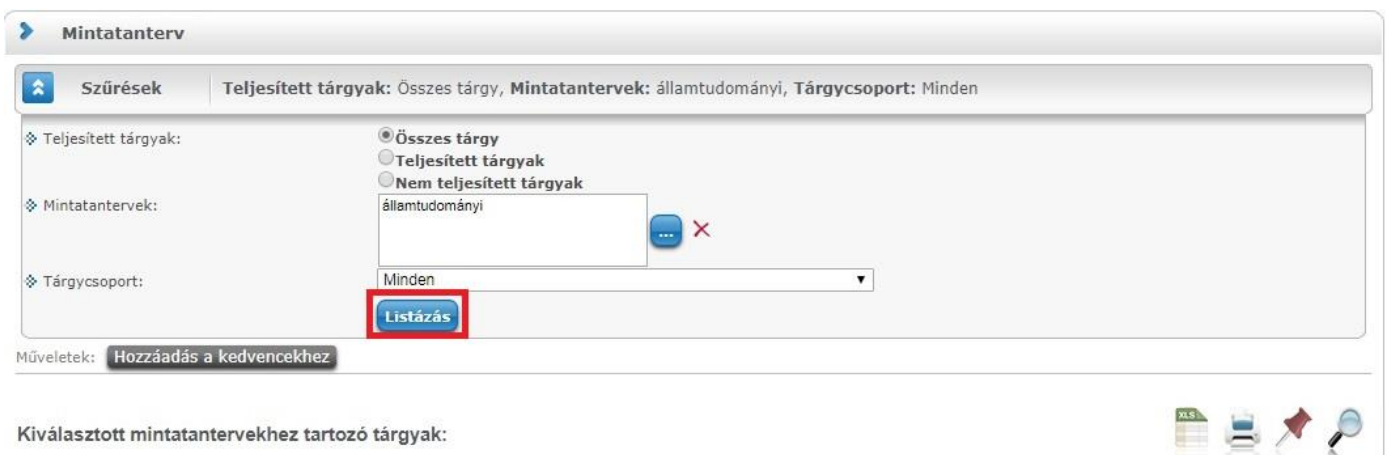 Mintatanterv
Szűrések Teljesített tárgyak: Összes tárgy, Mintatantervek: államtudományi, Tárgycsoport: Minden
Teljesített tárgyak: Összes tárgy
Teljesített tárgyak
Nem teljesített tárgyak
Mintatantervek: államtudományi
...
Tárgycsoport: Minden
Listázás
Műveletek: Hozzáadás a kedvencekhez
XLS
Kiválasztott mintatantervekhez tartozó tárgyak: